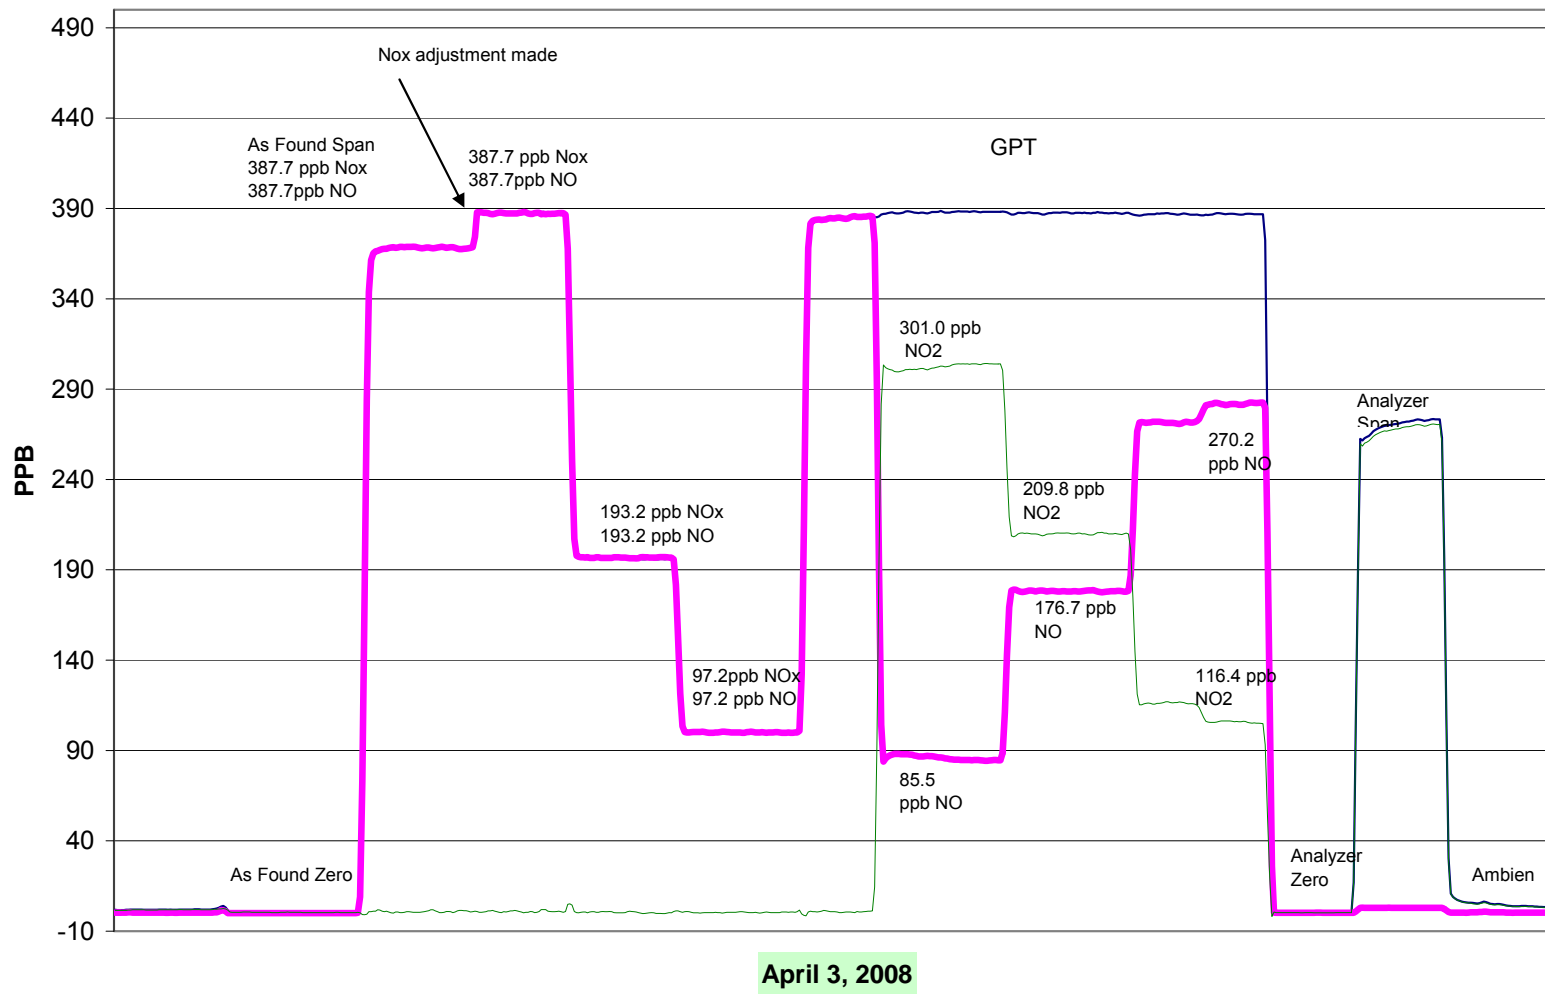 490
440
390
340
290
240
190
140
90
40
-10
PPB
Nox adjustment made
As Found Span
387.7 ppb Nox
387.7ppb NO
387.7 ppb Nox
387.7ppb NO
GPT
301.0 ppb
NO2
Analyzer
Span
270.2
ppb NO
209.8 ppb
NO2
193.2 ppb NOx
193.2 ppb NO
176.7 ppb
NO
97.2ppb NOx
97.2 ppb NO
116.4 ppb
NO2
85.5
ppb NO
As Found Zero
Analyzer
Zero
Ambien
April 3, 2008